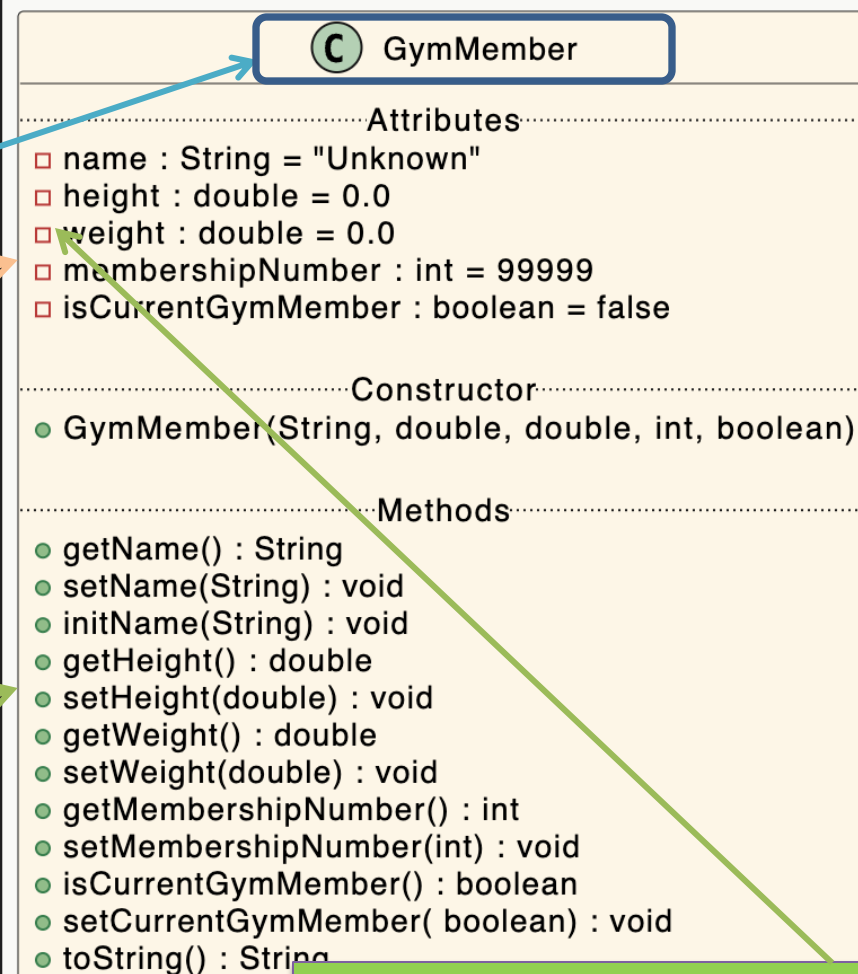 C GymMember
Attributes
name : String = "Unknown"
height : double = 0.0
weight : double = 0.0
membershipNumber : int = 99999
isCurrentGymMember : boolean = false
Constructor
GymMember(String, double, double, int, boolean)
Methods
getName() : String
setName(String) : void
initName(String) : void
getHeight() : double
setHeight(double) : void
getWeight() : double
setWeight(double) : void
getMembershipNumber() : int
setMembershipNumber(int) : void
isCurrentGymMember() : boolean
setCurrentGymMember( boolean) : void
toString() : String